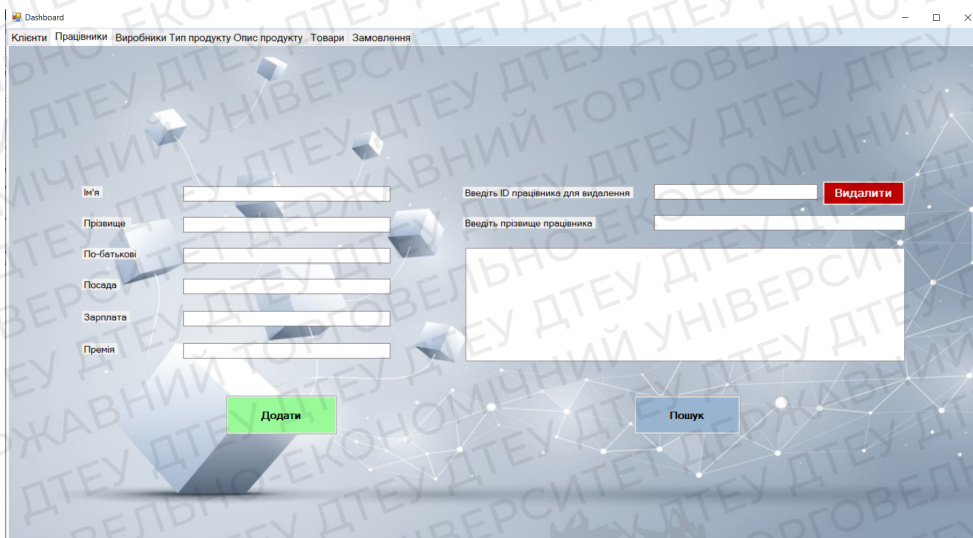 Dashboard
Клієнти Працівники Виробники Тип продукту Опис продукту Товари Замовлення
Ім'я
Прізвище
По-батькові
Посада
Зарплата
Премія
Додати
Введіть ID працівника для видалення
Видалити
Введіть прізвище працівника
Пошук
ДТЕУ ДЕРЖАВНИЙ ТОРГОВЕЛЬНО-ЕКОНОМІЧНИЙ УНІВЕРСИТЕТ ДТЕУ